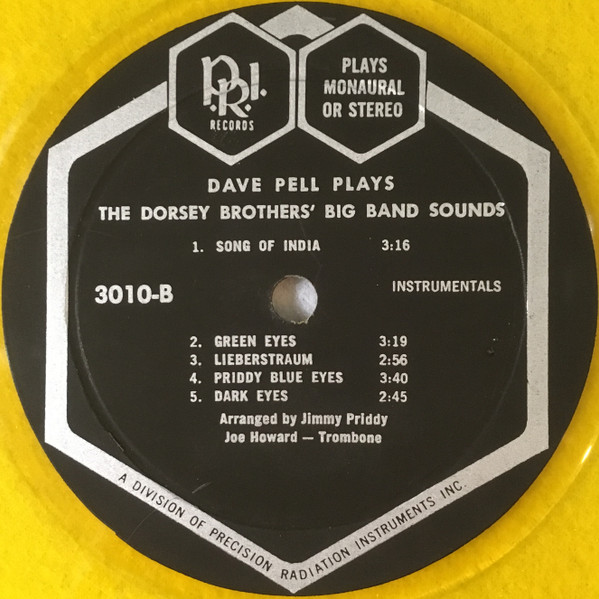 P.R.I.
RECORDS
PLAYS
MONAURAL
OR STEREO
DAVE PELL PLAYS
THE DORSEY BROTHERS' BIG BAND SOUNDS
1. SONG OF INDIA 3:16
3010-B
INSTRUMENTALS
2. GREEN EYES 3:19
3. LIEBERSTRAUM 2:56
4. PRIDDY BLUE EYES 3:40
5. DARK EYES 2:45
Arranged by Jimmy Priddy
Joe Howard — Trombone
A DIVISION OF PRECISION RADIATION INSTRUMENTS INC.